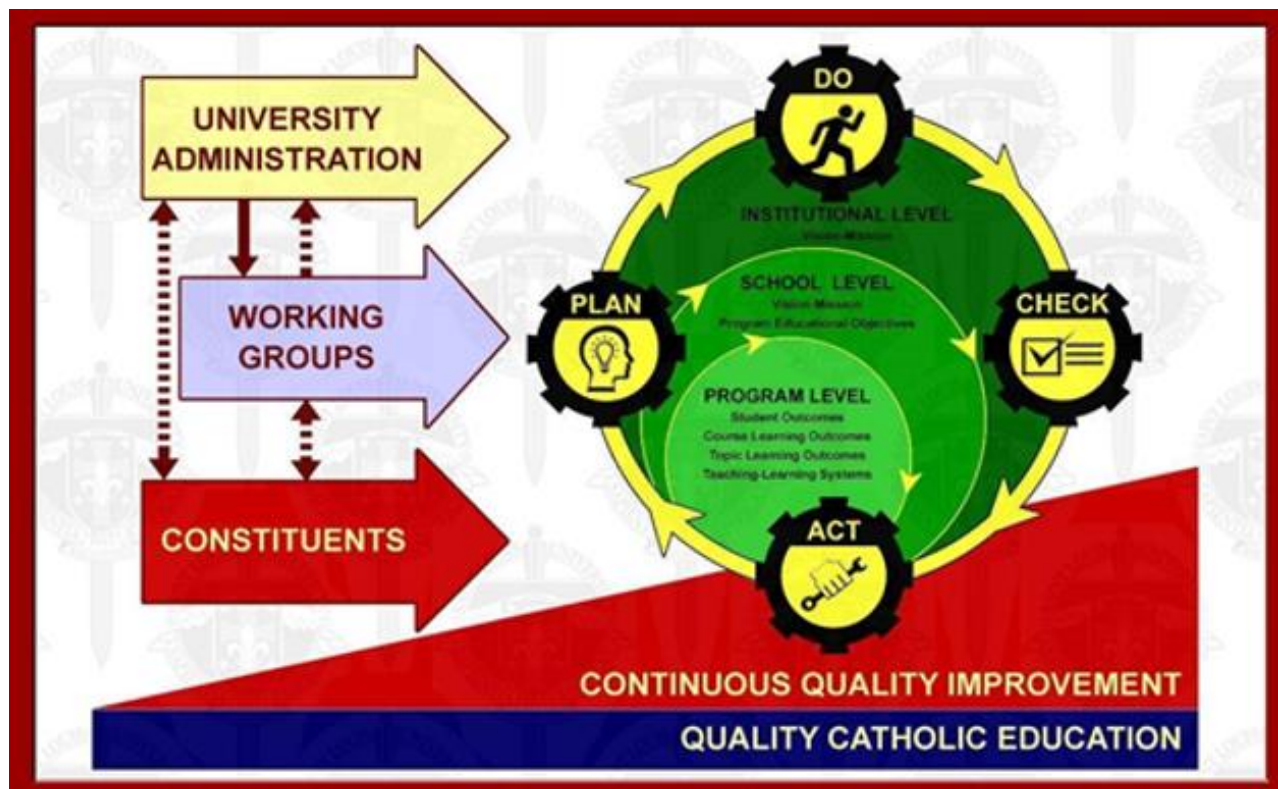 UNIVERSITY
ADMINISTRATION
WORKING
GROUPS
CONSTITUENTS
DO
PLAN
CHECK
ACT
INSTITUTIONAL LEVEL
Vision-Mission
SCHOOL LEVEL
Vision-Mission
Program Educational Objectives
PROGRAM LEVEL
Student Outcomes
Course Learning Outcomes
Topic Learning Outcomes
Teaching-Learning Systems
CONTINUOUS QUALITY IMPROVEMENT
QUALITY CATHOLIC EDUCATION